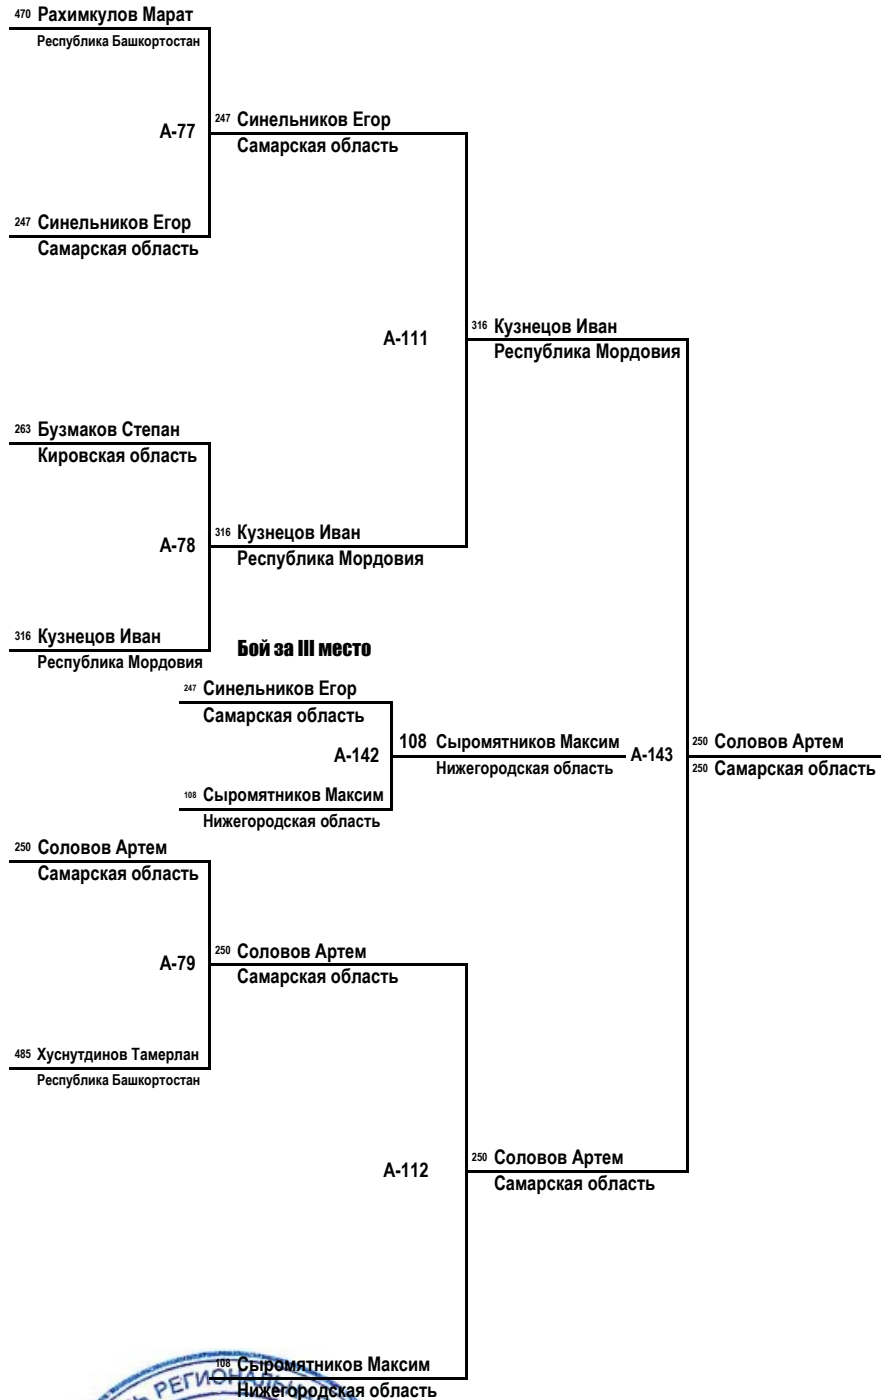 470 Рахимкулов Марат
Республика Башкортостан
247 Синельников Егор
Самарская область
А-77
247 Синельников Егор
Самарская область
А-111
316 Кузнецов Иван
Республика Мордовия
263 Бузмаков Степан
Кировская область
А-78
316 Кузнецов Иван
Республика Мордовия
316 Кузнецов Иван
Республика Мордовия
Бой за III место
247 Синельников Егор
Самарская область
А-142
108 Сыромятников Максим
Нижегородская область
А-143
250 Соловов Артем
250 Самарская область
108 Сыромятников Максим
Нижегородская область
250 Соловов Артем
Самарская область
А-79
250 Соловов Артем
Самарская область
485 Хуснутдинов Тамерлан
Республика Башкортостан
А-112
250 Соловов Артем
Самарская область
108 Сыромятников Максим
Нижегородская область